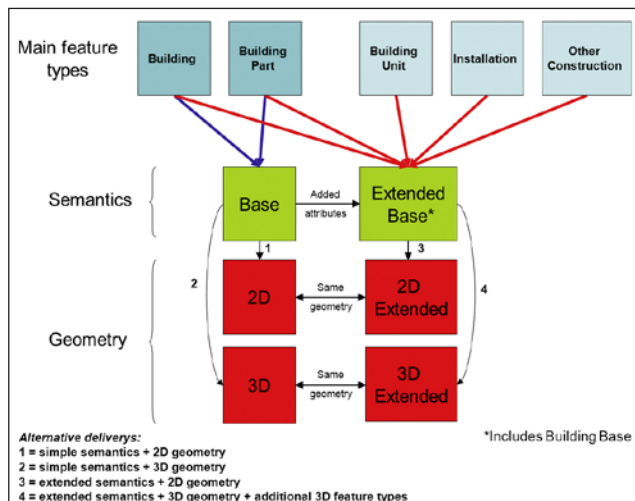 Main feature
types
Building
Building
Part
Building
Unit
Installation
Other
Construction
Semantics
Base
Added
attributes
Extended
Base*
1
3
2
4
Geometry
2D
Same
geometry
2D
Extended
3D
Same
geometry
3D
Extended
*Includes Building Base
Alternative deliverys:
1 = simple semantics + 2D geometry
2 = simple semantics + 3D geometry
3 = extended semantics + 2D geometry
4 = extended semantics + 3D geometry + additional 3D feature types